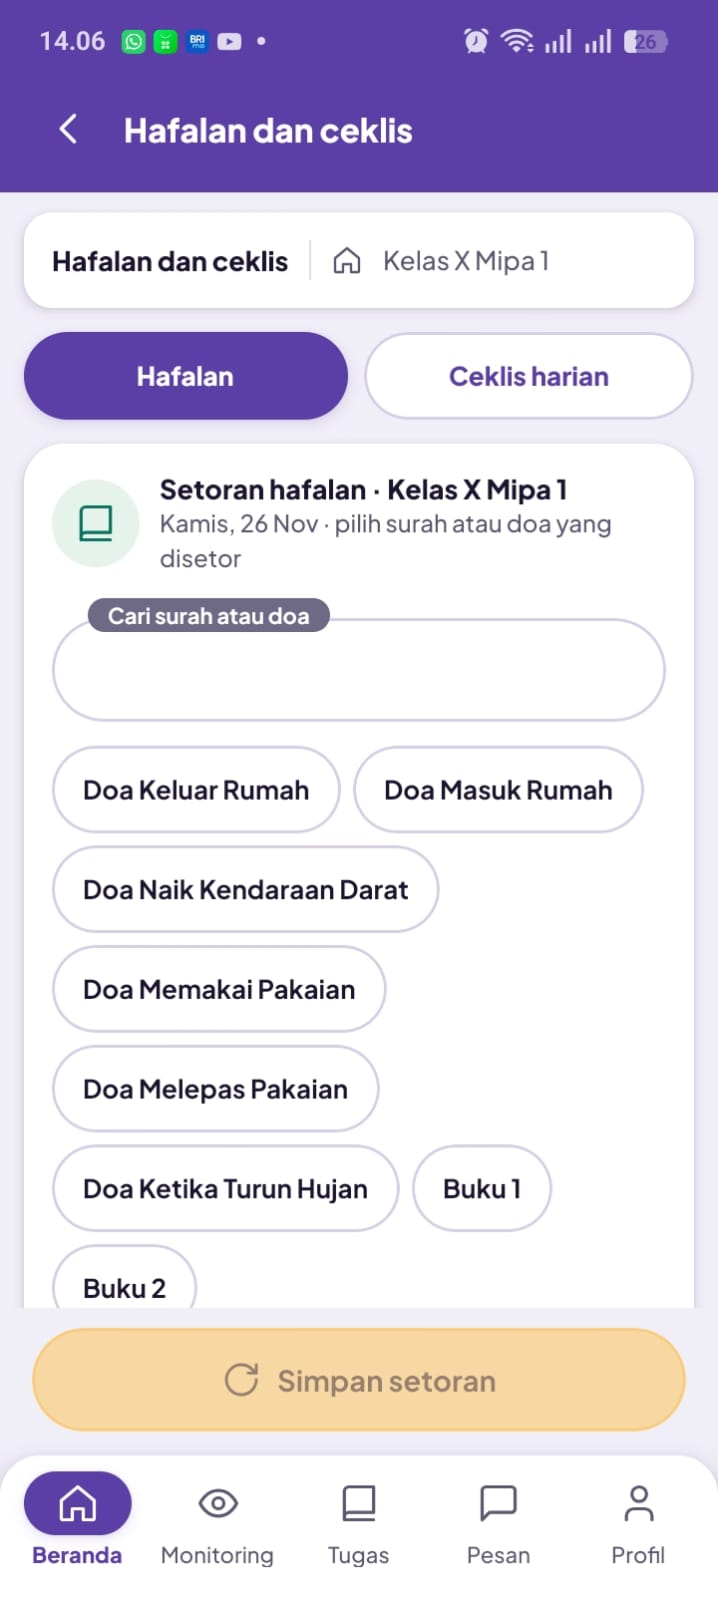 14.06
BRI
mo
26
Hafalan dan ceklis
Hafalan dan ceklis
Kelas X Mipa 1
Hafalan
Ceklis harian
Setoran hafalan · Kelas X Mipa 1
Kamis, 26 Nov · pilih surah atau doa yang
disetor
Cari surah atau doa
Doa Keluar Rumah
Doa Masuk Rumah
Doa Naik Kendaraan Darat
Doa Memakai Pakaian
Doa Melepas Pakaian
Doa Ketika Turun Hujan
Buku 1
Buku 2
Simpan setoran
Beranda
Monitoring
Tugas
Pesan
Profil